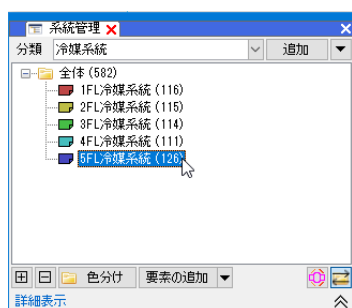 系統管理
分類 冷媒系統 追加
全体 (582)
1FL冷媒系統 (116)
2FL冷媒系統 (115)
3FL冷媒系統 (114)
4FL冷媒系統 (111)
5FL冷媒系統 (126)
色分け 要素の追加
詳細表示